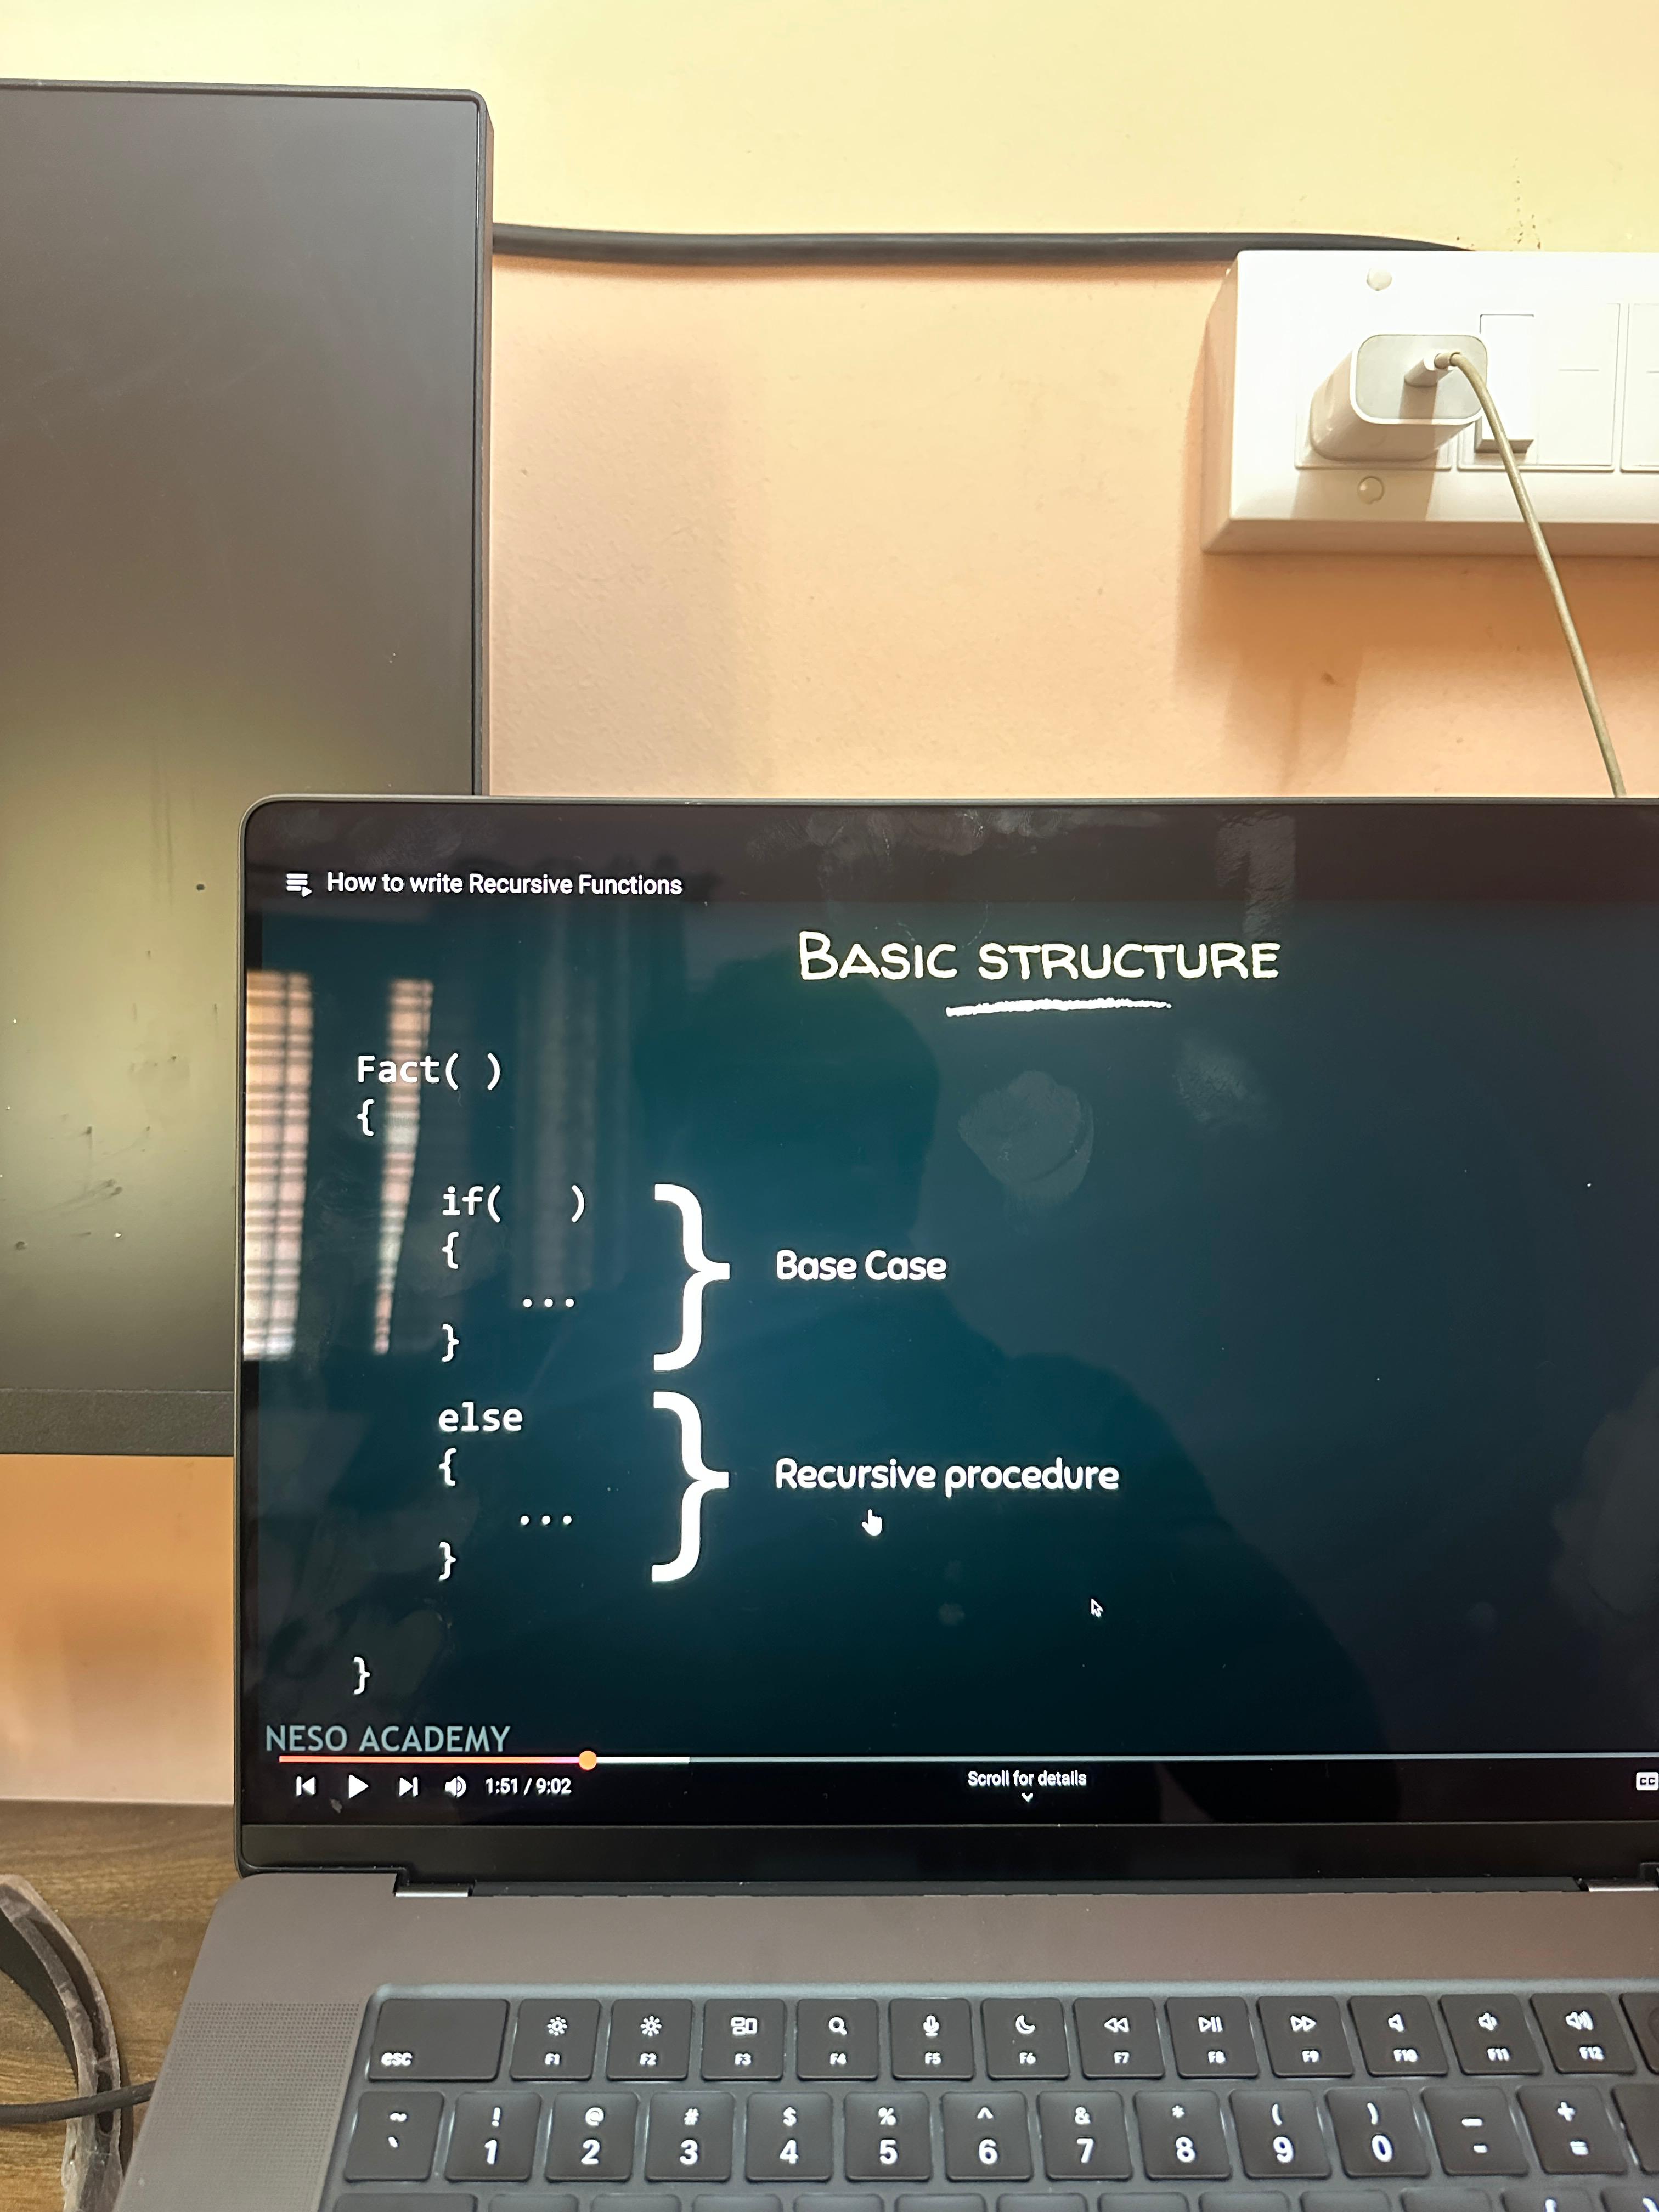 How to write Recursive Functions
BASIC STRUCTURE
Fact( )
{
if( )
{
...
}
Base Case
else
{
...
}
Recursive procedure
}
NESO ACADEMY
1:51 / 9:02
Scroll for details
CC
esc
F1 F2 F3 F4 F5 F6 F7 F8 F9 F10 F11 F12
~ ! @ # $ % ^ & * ( ) — +
` 1 2 3 4 5 6 7 8 9 0 - =